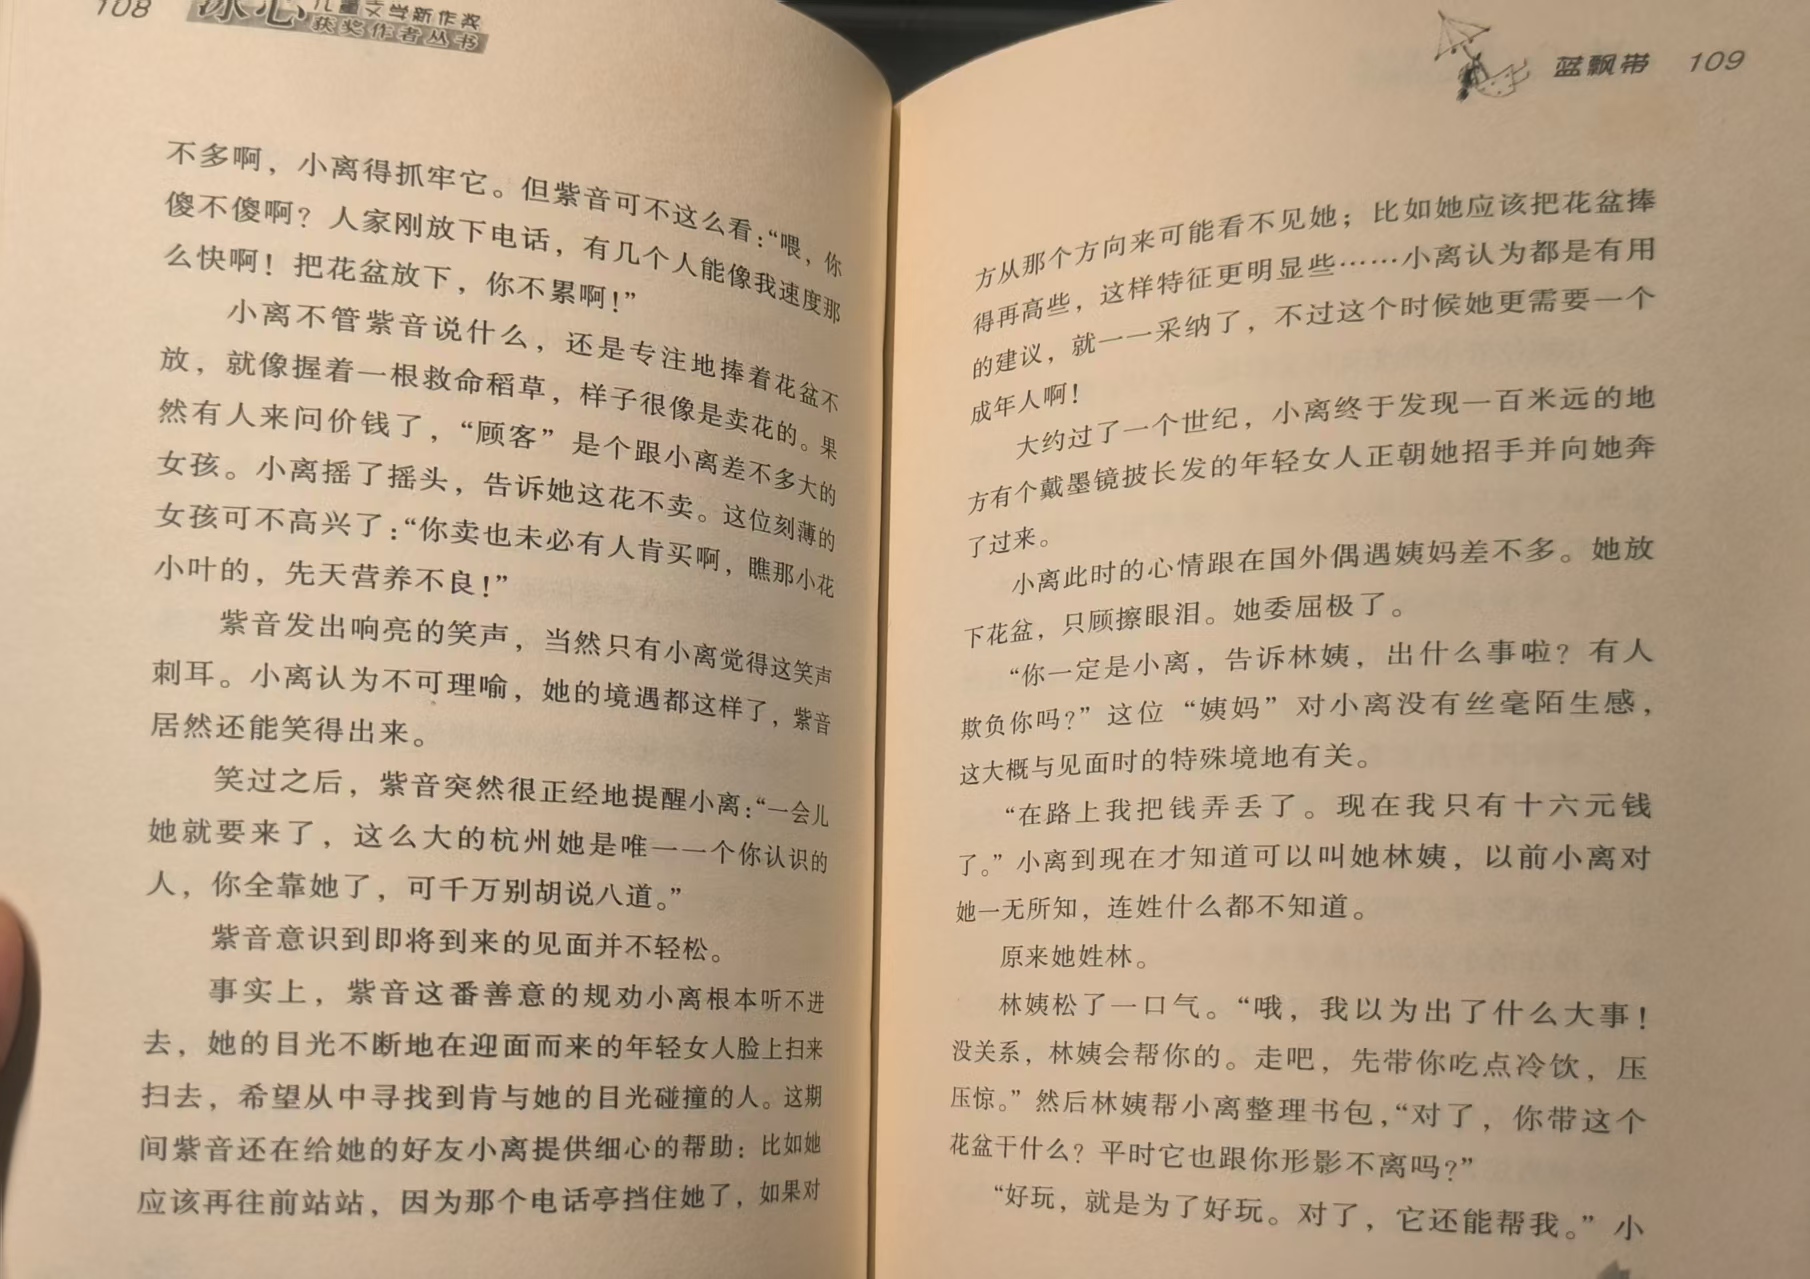 108
冰心儿童文学新作奖
获奖作者丛书
不多啊，小离得抓牢它。但紫音可不这么看：“喂，你
傻不傻啊？人家刚放下电话，有几个人能像我速度那
么快啊！把花盆放下，你不累啊！”
小离不管紫音说什么，还是专注地捧着花盆不
放，就像握着一根救命稻草，样子很像是卖花的。果
然有人来问价钱了，“顾客”是个跟小离差不多大的
女孩。小离摇了摇头，告诉她这花不卖。这位刻薄的
女孩可不高兴了：“你卖也未必有人肯买啊，瞧那小花
小叶的，先天营养不良！”
紫音发出响亮的笑声，当然只有小离觉得这笑声
刺耳。小离认为不可理喻，她的境遇都这样了，紫音
居然还能笑得出来。
笑过之后，紫音突然很正经地提醒小离：“一会儿
她就要来了，这么大的杭州她是唯一一个你认识的
人，你全靠她了，可千万别胡说八道。”
紫音意识到即将到来的见面并不轻松。
事实上，紫音这番善意的规劝小离根本听不进
去，她的目光不断地在迎面而来的年轻女人脸上扫来
扫去，希望从中寻找到肯与她的目光碰撞的人。这期
间紫音还在给她的好友小离提供细心的帮助：比如她
应该再往前站站，因为那个电话亭挡住她了，如果对
蓝飘带 109
方从那个方向来可能看不见她；比如她应该把花盆捧
得再高些，这样特征更明显些……小离认为都是有用
的建议，就一一采纳了，不过这个时候她更需要一个
成年人啊！
大约过了一个世纪，小离终于发现一百米远的地
方有个戴墨镜披长发的年轻女人正朝她招手并向她奔
了过来。
小离此时的心情跟在国外偶遇姨妈差不多。她放
下花盆，只顾擦眼泪。她委屈极了。
“你一定是小离，告诉林姨，出什么事啦？有人
欺负你吗？”这位“姨妈”对小离没有丝毫陌生感，
这大概与见面时的特殊境地有关。
“在路上我把钱弄丢了。现在我只有十六元钱
了。”小离到现在才知道可以叫她林姨，以前小离对
她一无所知，连姓什么都不知道。
原来她姓林。
林姨松了一口气。“哦，我以为出了什么大事！
没关系，林姨会帮你的。走吧，先带你吃点冷饮，压
压惊。”然后林姨帮小离整理书包，“对了，你带这个
花盆干什么？平时它也跟你形影不离吗？”
“好玩，就是为了好玩。对了，它还能帮我。”小